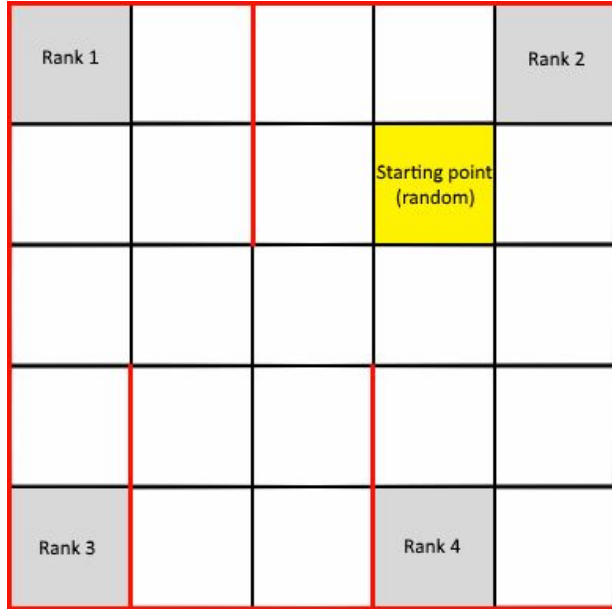 Rank 1
Rank 2
Starting point
(random)
Rank 3
Rank 4